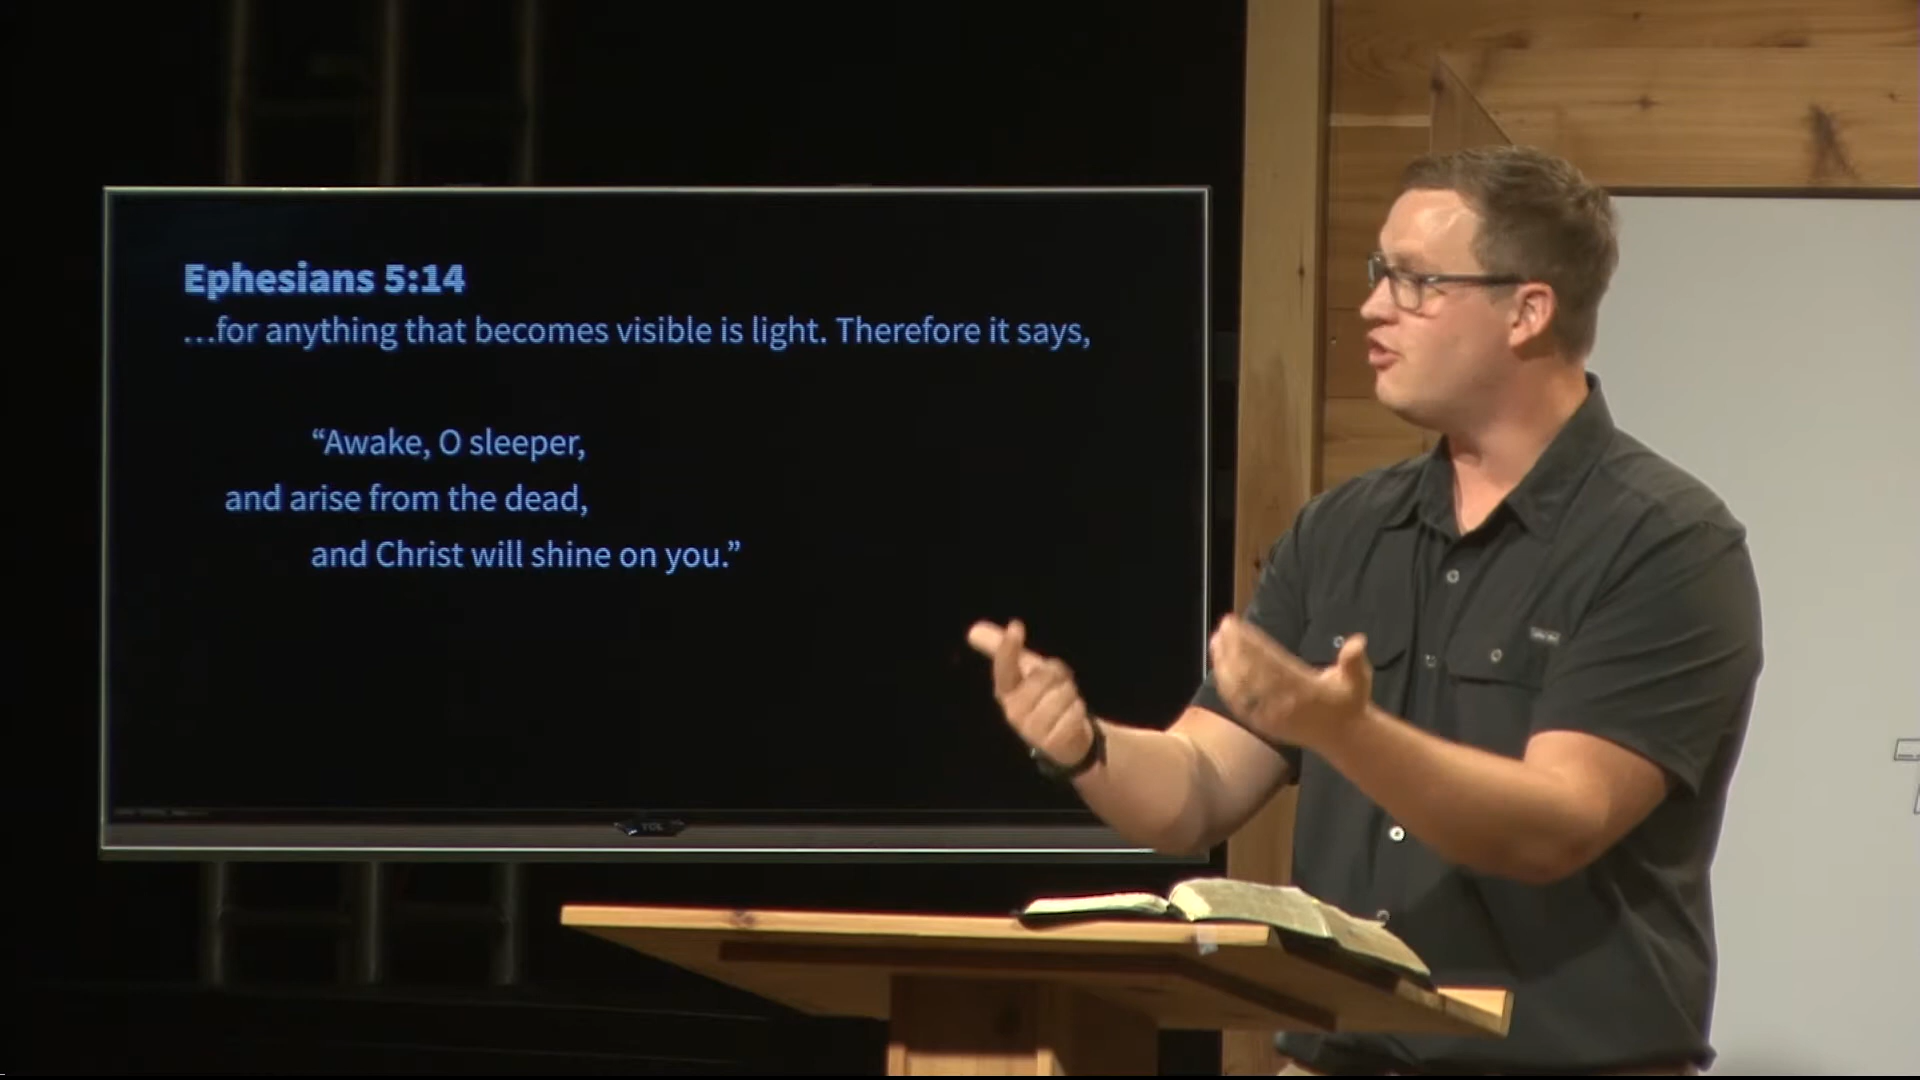 Ephesians 5:14
…for anything that becomes visible is light. Therefore it says,
“Awake, O sleeper,
and arise from the dead,
and Christ will shine on you.”
TCL